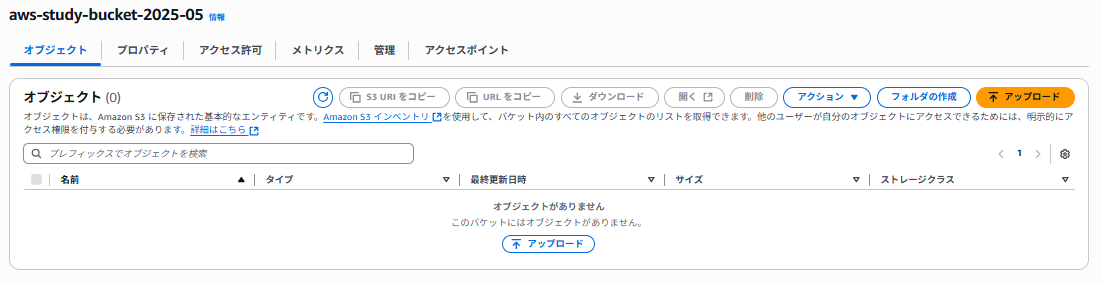 aws-study-bucket-2025-05 情報
オブジェクト プロパティ アクセス許可 メトリクス 管理 アクセスポイント
オブジェクト (0) S3 URI をコピー URL をコピー ダウンロード 開く 削除 アクション フォルダの作成 アップロード
オブジェクトは、Amazon S3 に保存された基本的なエンティティです。Amazon S3 インベントリ を使用して、バケット内のすべてのオブジェクトのリストを取得できます。他のユーザーが自分のオブジェクトにアクセスできるためには、明示的にア
クセス権限を付与する必要があります。詳細はこちら
プレフィックスでオブジェクトを検索 1
名前 タイプ 最終更新日時 サイズ ストレージクラス
オブジェクトがありません
このバケットにはオブジェクトがありません。
アップロード